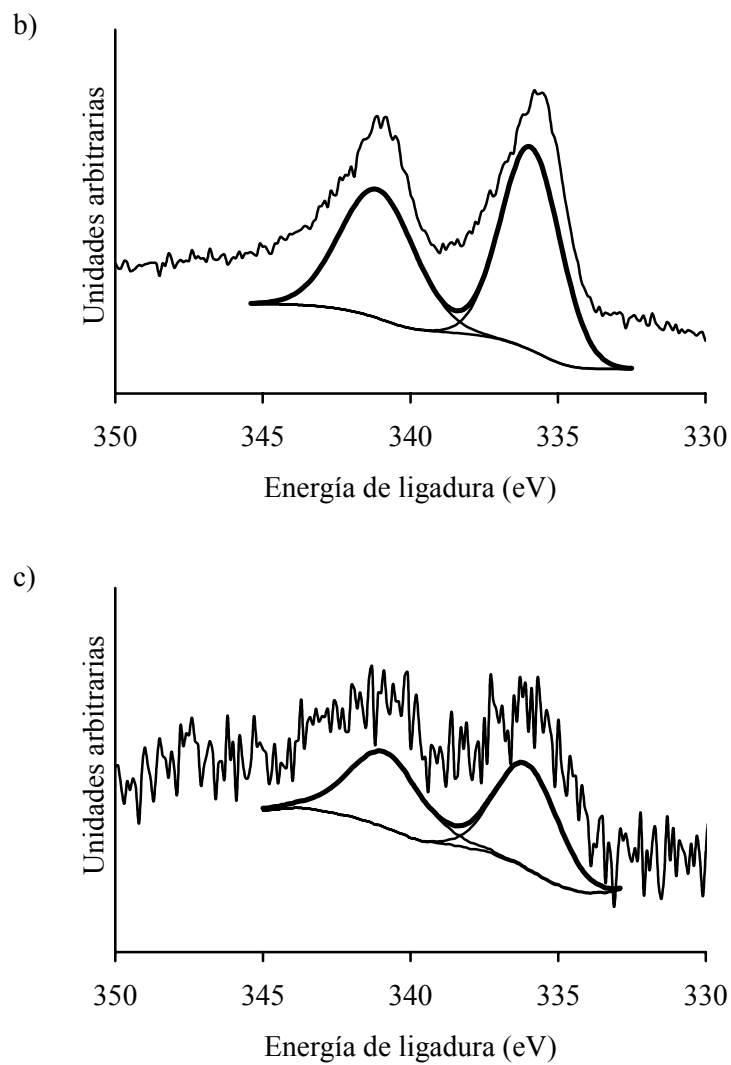 b)
Unidades arbitrarias
350 345 340 335 330
Energía de ligadura (eV)
c)
Unidades arbitrarias
350 345 340 335 330
Energía de ligadura (eV)